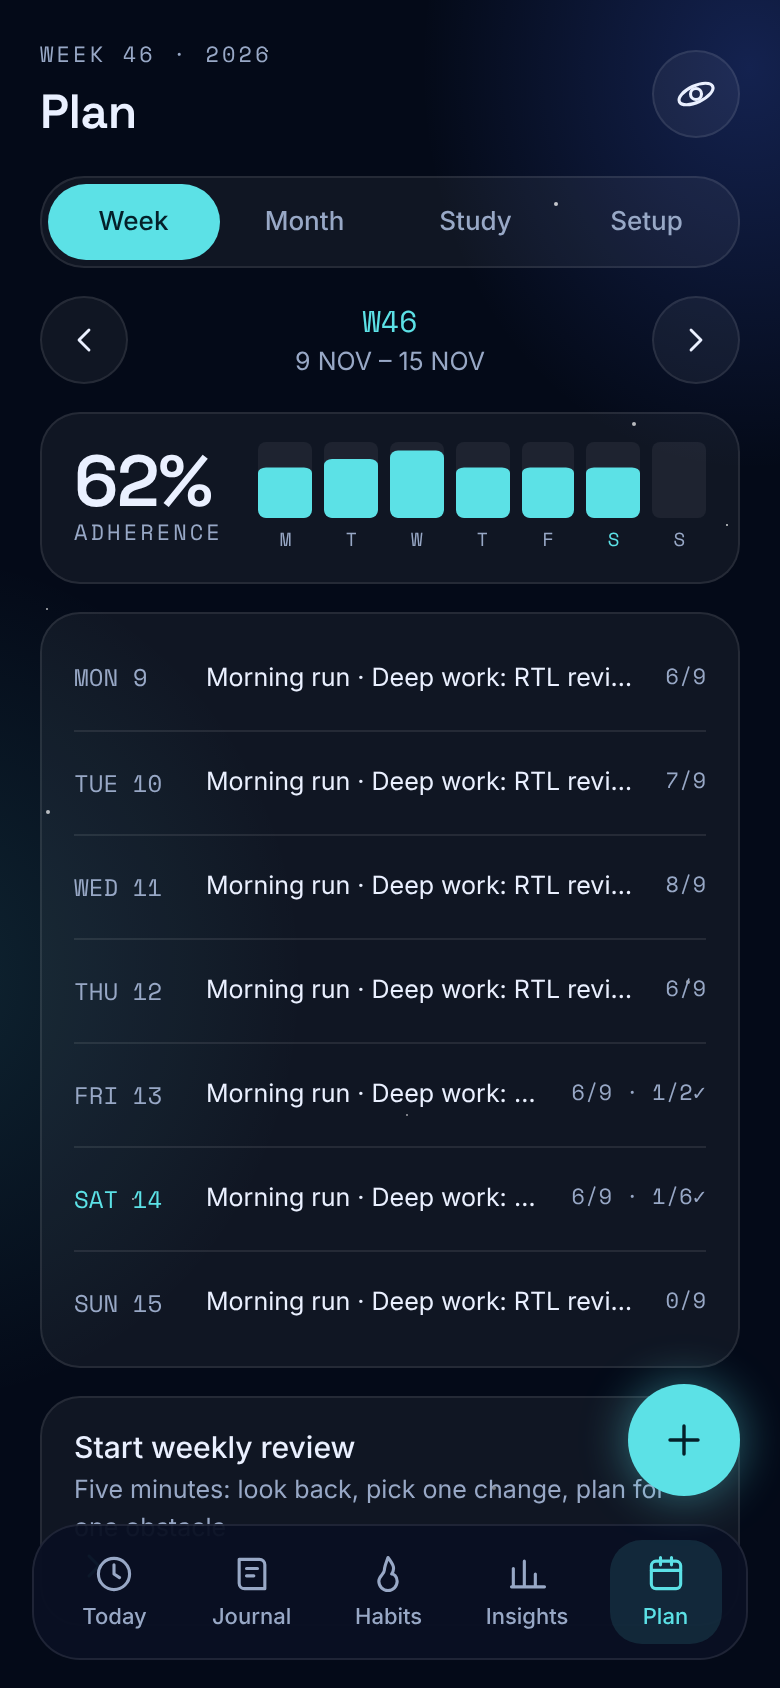 WEEK 46 · 2026
Plan
Week Month Study Setup
W46
9 NOV – 15 NOV
62%
ADHERENCE
M T W T F S S
MON 9 Morning run · Deep work: RTL revi... 6/9
TUE 10 Morning run · Deep work: RTL revi... 7/9
WED 11 Morning run · Deep work: RTL revi... 8/9
THU 12 Morning run · Deep work: RTL revi... 6/9
FRI 13 Morning run · Deep work: ... 6/9 · 1/2✓
SAT 14 Morning run · Deep work: ... 6/9 · 1/6✓
SUN 15 Morning run · Deep work: RTL revi... 0/9
Start weekly review
Five minutes: look back, pick one change, plan for
one obstacle
Today Journal Habits Insights Plan